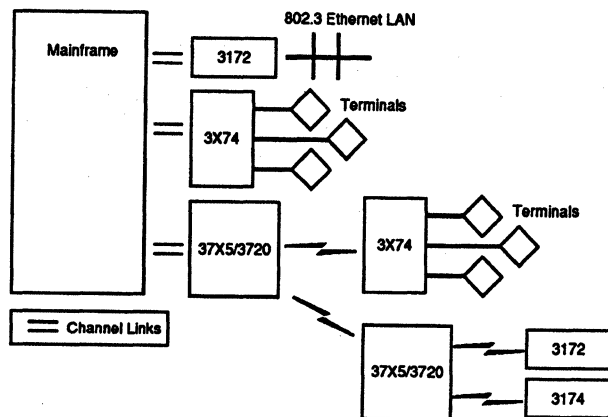 802.3 Ethernet LAN
Mainframe
3172
Terminals
3X74
Terminals
37X5/3720
3X74
Channel Links
37X5/3720
3172
3174